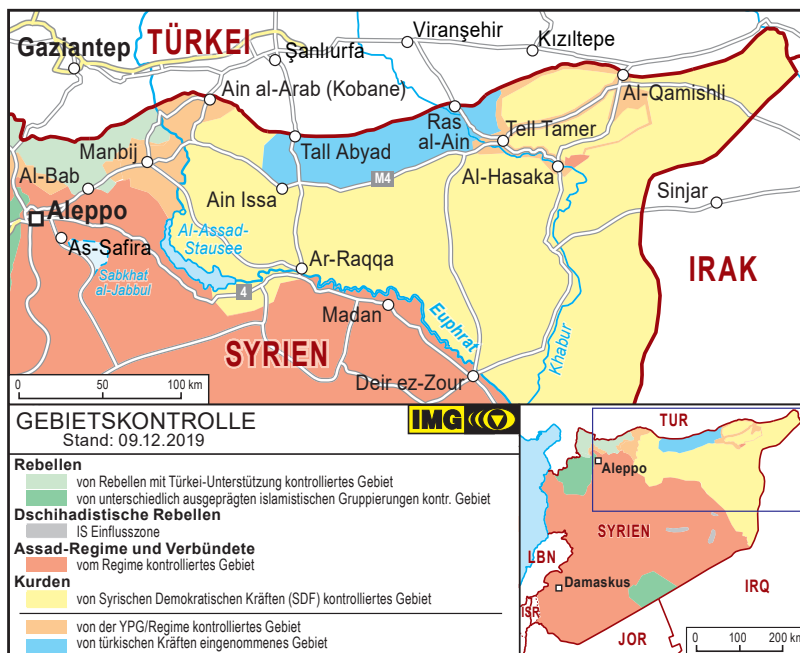 Gaziantep
TÜRKEI
Şanlıurfa
Viranşehir
Kızıltepe
Ain al-Arab (Kobane)
Al-Qamishli
Ras
al-Ain
Tell Tamer
Manbij
Tall Abyad
Al-Bab
M4
Al-Hasaka
Ain Issa
Sinjar
Aleppo
Al-Assad-
Stausee
As-Safira
Ar-Raqqa
IRAK
Sabkhat
al-Jabbul
4
Madan
Euphrat
Khabur
SYRIEN
Deir ez-Zour
0 50 100 km
GEBIETSKONTROLLE
Stand: 09.12.2019
IMG
Rebellen
von Rebellen mit Türkei-Unterstützung kontrolliertes Gebiet
von unterschiedlich ausgeprägten islamistischen Gruppierungen kontr. Gebiet
Dschihadistische Rebellen
IS Einflusszone
Assad-Regime und Verbündete
vom Regime kontrolliertes Gebiet
Kurden
von Syrischen Demokratischen Kräften (SDF) kontrolliertes Gebiet
von der YPG/Regime kontrolliertes Gebiet
von türkischen Kräften eingenommenes Gebiet
TUR
Aleppo
SYRIEN
LBN
Damaskus
IRQ
ISR
JOR
0 100 200 km